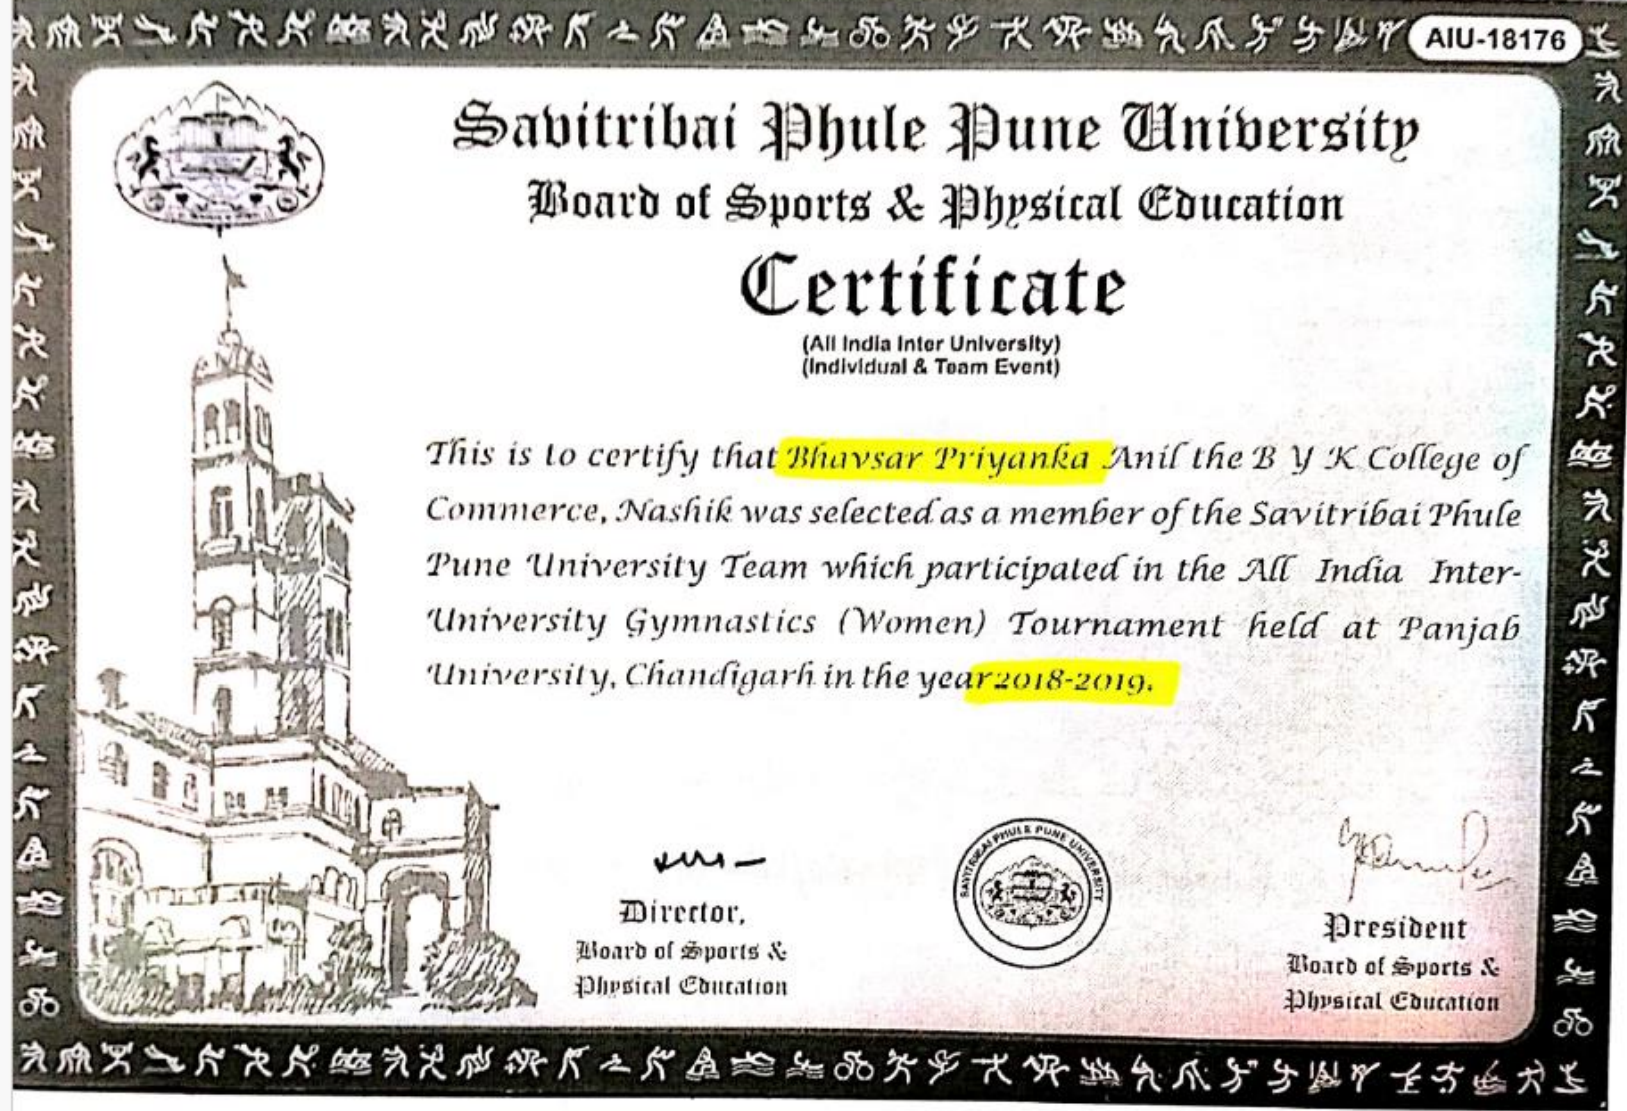 AIU-18176
Savitribai Phule Pune University
Board of Sports & Physical Education
Certificate
(All India Inter University)
(Individual & Team Event)
This is to certify that Bhavsar Priyanka Anil the B Y K College of
Commerce, Nashik was selected as a member of the Savitribai Phule
Pune University Team which participated in the All India Inter-
University Gymnastics (Women) Tournament held at Panjab
University, Chandigarh in the year 2018-2019.
Director,
Board of Sports &
Physical Education
SAVITRIBAI PHULE PUNE UNIVERSITY
President
Board of Sports &
Physical Education